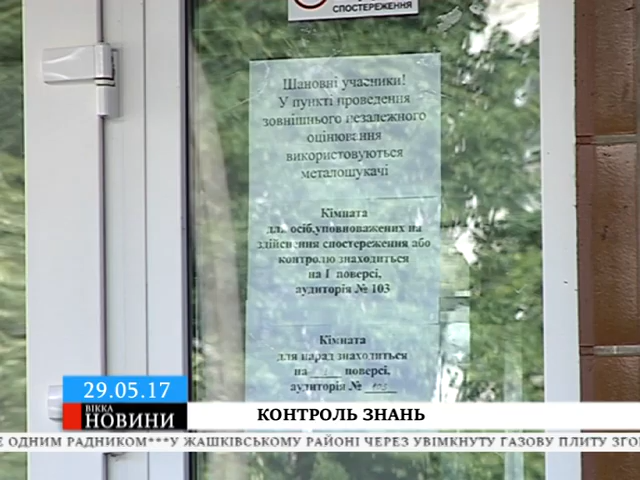 СПОСТЕРЕЖЕННЯ
Шановні учасники!
У пункті проведення
зовнішнього незалежного
оцінювання
використовуються
металошукачі
Кімната
для осіб,уповноважених на
здійснення спостереження або
контролю знаходиться
на 1 поверсі,
аудиторія № 103
Кімната
для нарад знаходиться
на поверсі,
аудиторія №
29.05.17
ВІККА
НОВИНИ
КОНТРОЛЬ ЗНАНЬ
Е ОДНИМ РАДНИКОМ***У ЖАШКІВСЬКОМУ РАЙОНІ ЧЕРЕЗ УВІМКНУТУ ГАЗОВУ ПЛИТУ ЗГО